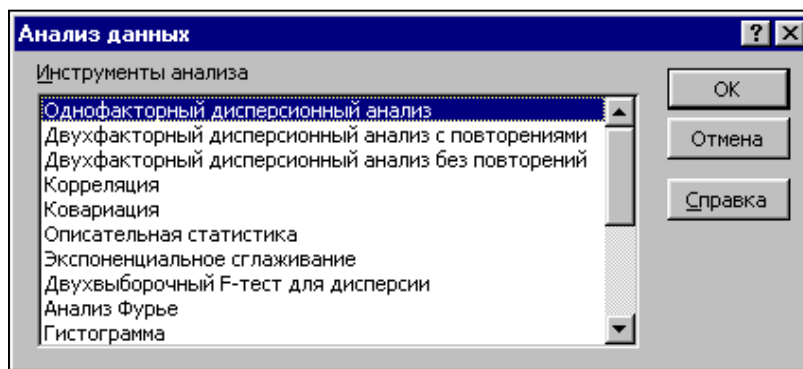 Анализ данных
Инструменты анализа
Однофакторный дисперсионный анализ
Двухфакторный дисперсионный анализ с повторениями
Двухфакторный дисперсионный анализ без повторений
Корреляция
Ковариация
Описательная статистика
Экспоненциальное сглаживание
Двухвыборочный F-тест для дисперсии
Анализ Фурье
Гистограмма
OK
Отмена
Справка